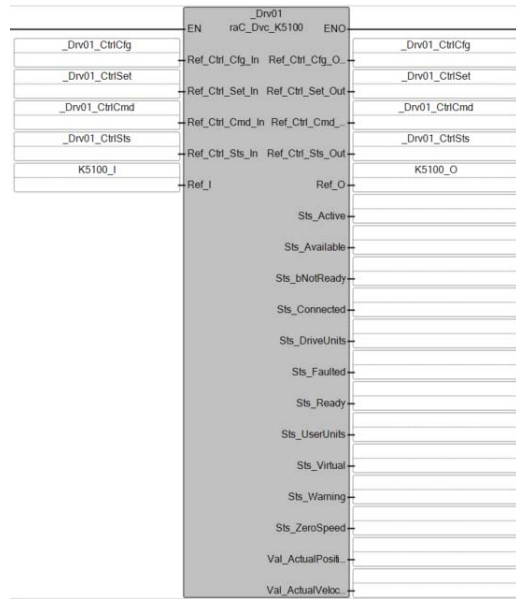 _Drv01
EN raC_Dvc_K5100 ENO
_Drv01_CtrlCfg _Drv01_CtrlCfg
Ref_Ctrl_Cfg_In Ref_Ctrl_Cfg_O...
_Drv01_CtrlSet _Drv01_CtrlSet
Ref_Ctrl_Set_In Ref_Ctrl_Set_Out
_Drv01_CtrlCmd _Drv01_CtrlCmd
Ref_Ctrl_Cmd_In Ref_Ctrl_Cmd_...
_Drv01_CtrlSts _Drv01_CtrlSts
Ref_Ctrl_Sts_In Ref_Ctrl_Sts_Out
K5100_I K5100_O
Ref_I Ref_O
Sts_Active
Sts_Available
Sts_bNotReady
Sts_Connected
Sts_DriveUnits
Sts_Faulted
Sts_Ready
Sts_UserUnits
Sts_Virtual
Sts_Warning
Sts_ZeroSpeed
Val_ActualPositi...
Val_ActualVeloc...